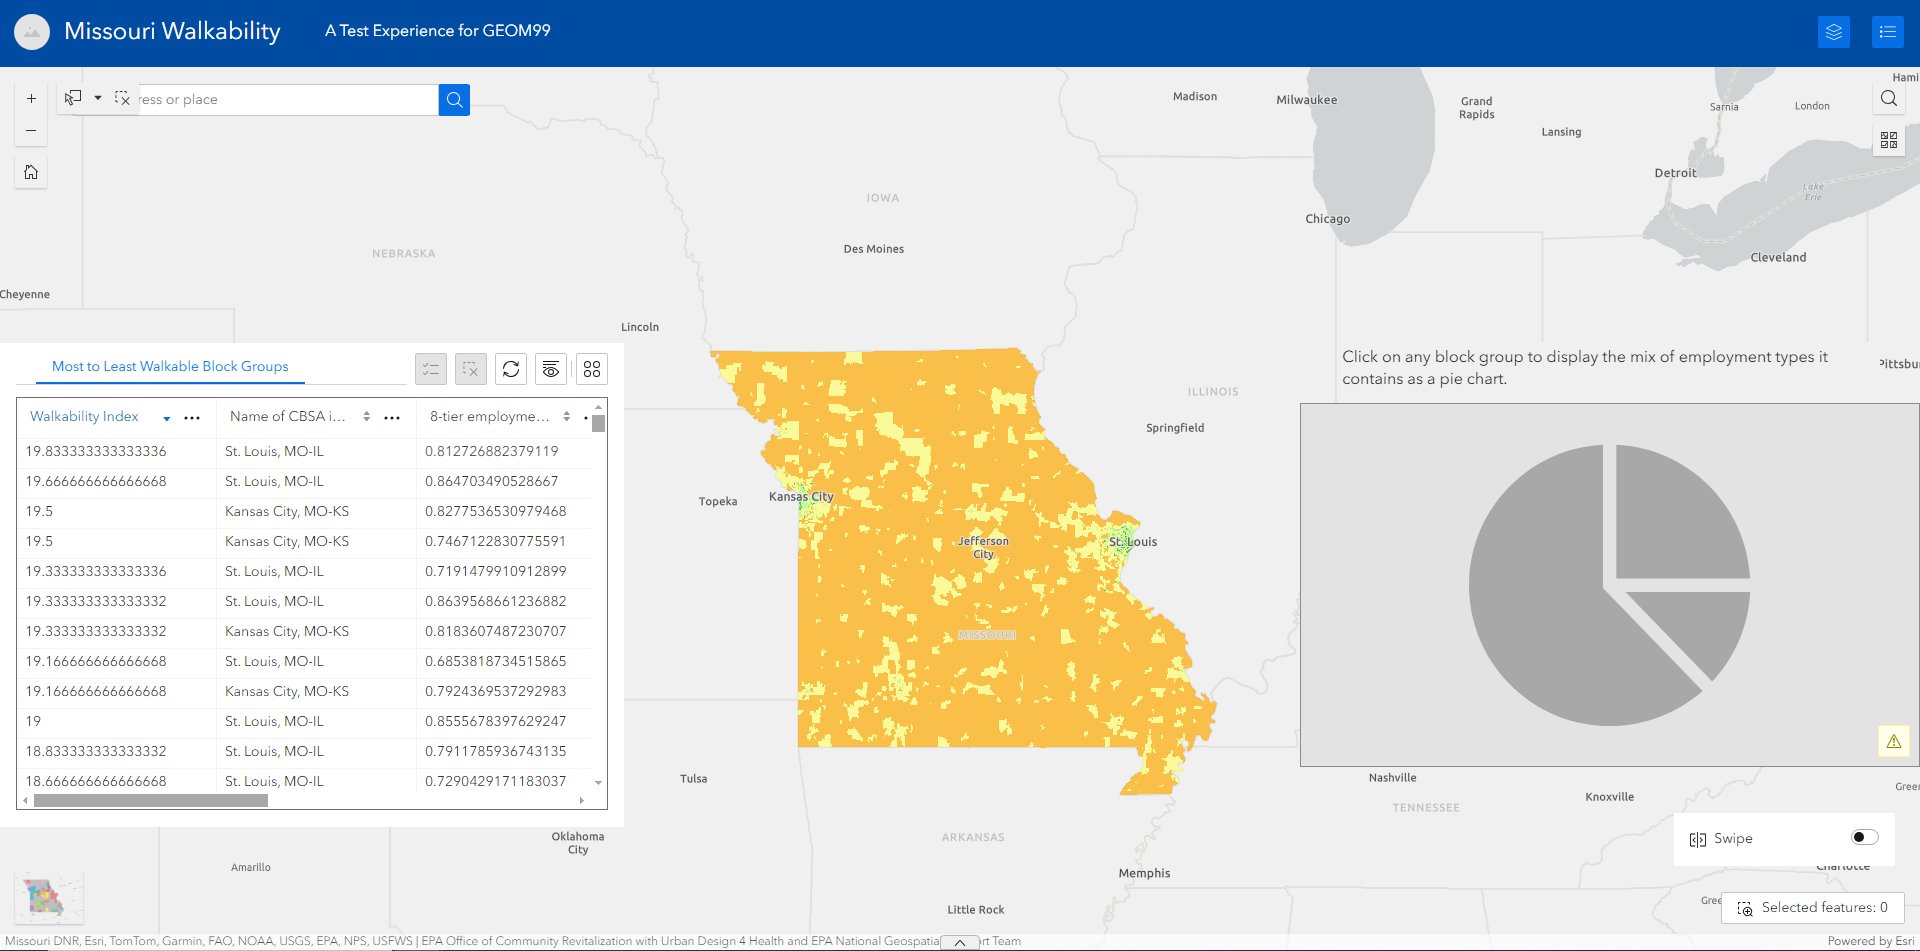 Missouri Walkability
A Test Experience for GEOM99
ress or place
Madison
Milwaukee
Grand
Rapids
Lansing
Sarnia
London
Hami
Detroit
Lake
Erie
Chicago
Cleveland
IOWA
Des Moines
NEBRASKA
Cheyenne
Lincoln
Most to Least Walkable Block Groups
Walkability Index
Name of CBSA i...
8-tier employme...
19.833333333333336 St. Louis, MO-IL 0.812726882379119
19.666666666666668 St. Louis, MO-IL 0.864703490528667
19.5 Kansas City, MO-KS 0.8277536530979468
19.5 Kansas City, MO-KS 0.7467122830775591
19.333333333333336 St. Louis, MO-IL 0.7191479910912899
19.333333333333332 St. Louis, MO-IL 0.8639568661236882
19.333333333333332 Kansas City, MO-KS 0.8183607487230707
19.166666666666668 St. Louis, MO-IL 0.6853818734515865
19.166666666666668 Kansas City, MO-KS 0.7924369537292983
19 St. Louis, MO-IL 0.8555678397629247
18.833333333333332 St. Louis, MO-IL 0.7911785936743135
18.666666666666668 St. Louis, MO-IL 0.7290429171183037
Topeka
Kansas City
Jefferson
City
St. Louis
MISSOURI
ILLINOIS
Springfield
Click on any block group to display the mix of employment types it
contains as a pie chart.
Pittsbu
Tulsa
Nashville
TENNESSEE
Knoxville
Green
Oklahoma
City
ARKANSAS
Amarillo
Memphis
Little Rock
Swipe
Charlotte
Gree
Selected features: 0
Missouri DNR, Esri, TomTom, Garmin, FAO, NOAA, USGS, EPA, NPS, USFWS | EPA Office of Community Revitalization with Urban Design 4 Health and EPA National Geospatia rt Team
Powered by Esri